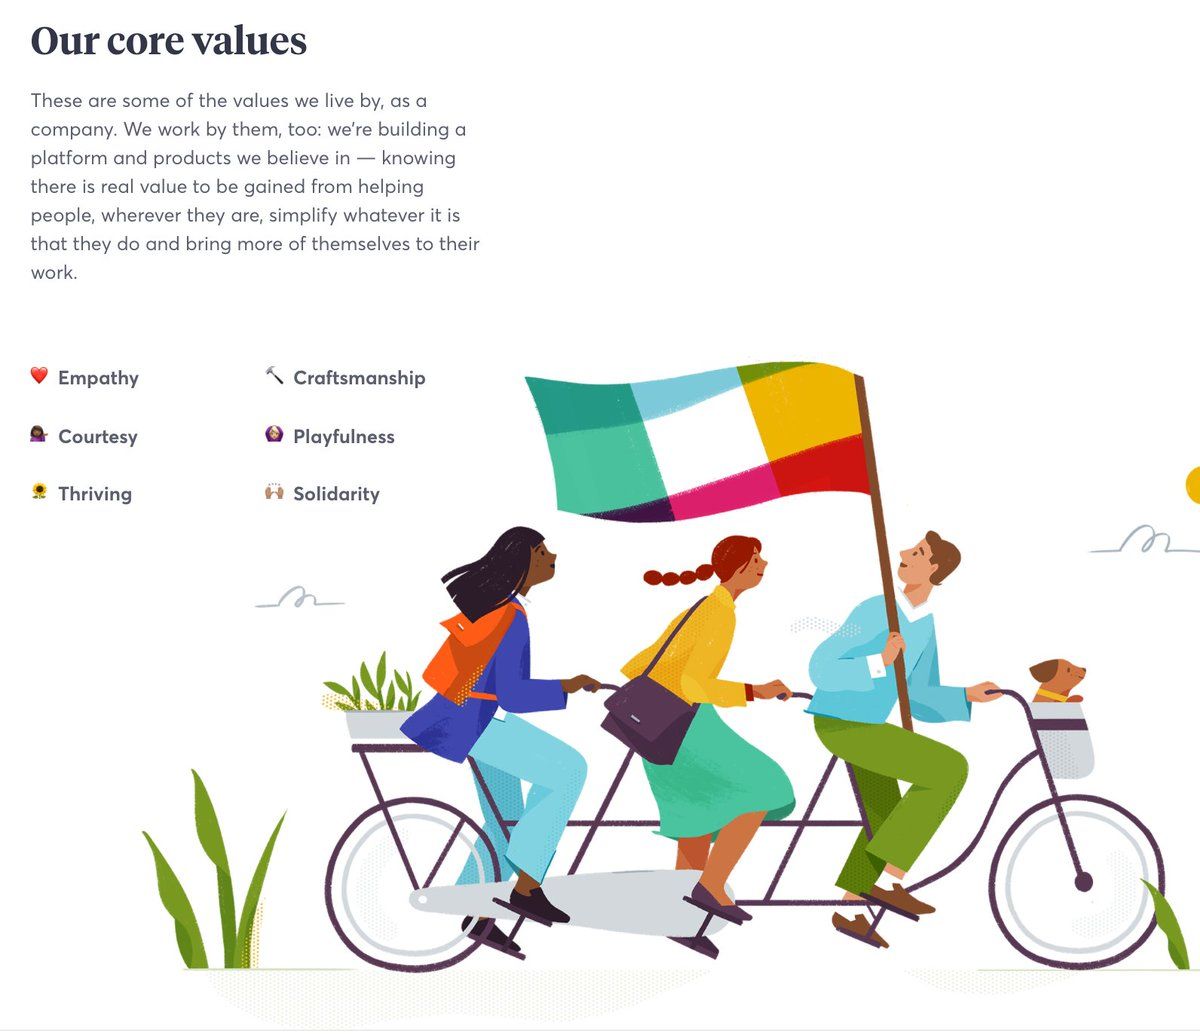 Our core values
These are some of the values we live by, as a
company. We work by them, too: we’re building a
platform and products we believe in — knowing
there is real value to be gained from helping
people, wherever they are, simplify whatever it is
that they do and bring more of themselves to their
work.
Empathy
Craftsmanship
Courtesy
Playfulness
Thriving
Solidarity